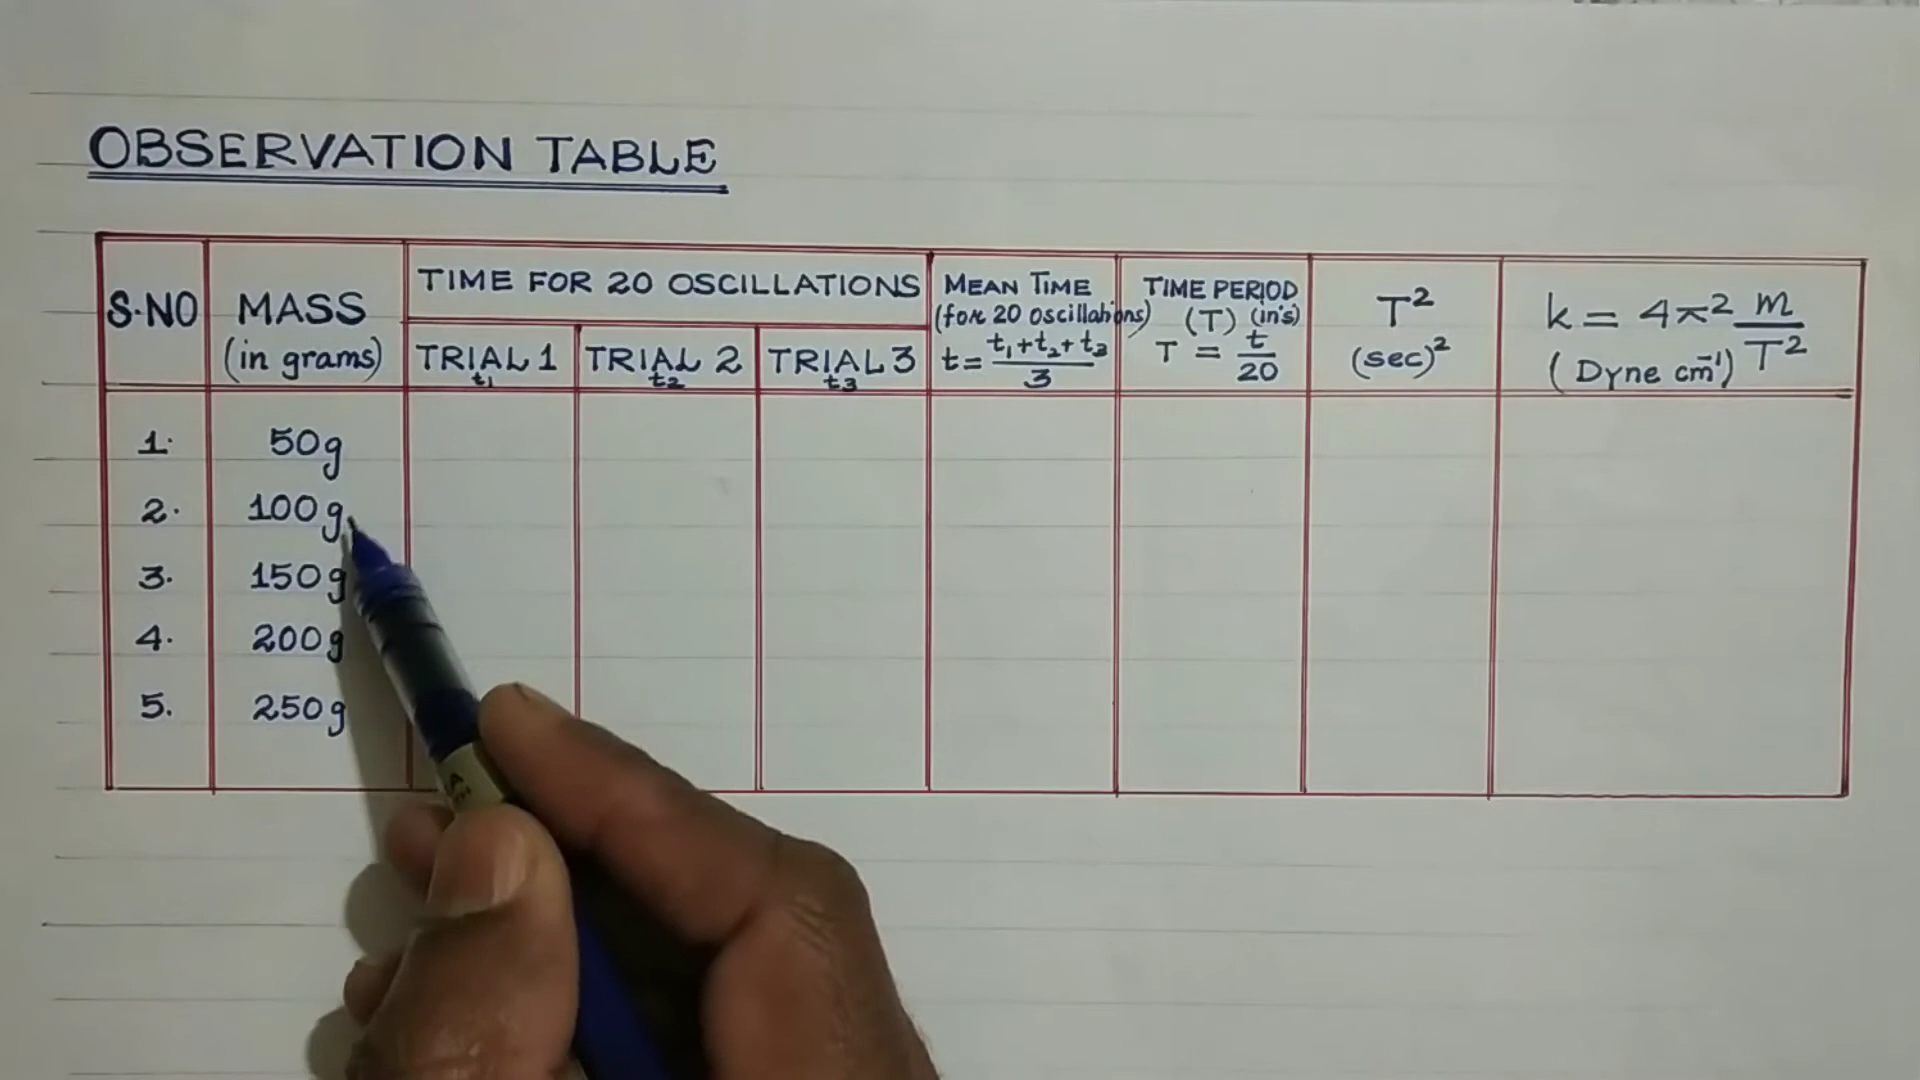 OBSERVATION TABLE
S.NO
MASS
(in grams)
TIME FOR 20 OSCILLATIONS
TRIAL 1
t₁
TRIAL 2
t₂
TRIAL 3
t₃
MEAN TIME
(for 20 oscillations)
t = t₁+t₂+t₃/3
TIME PERIOD
(T) (in s)
T = t/20
T²
(sec)²
k = 4π² m/T²
(Dyne cm⁻¹)
1. 50g
2. 100g
3. 150g
4. 200g
5. 250g